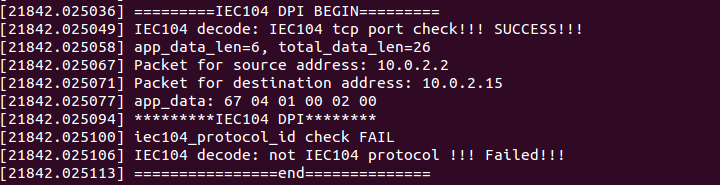 [21842.025036] =========IEC104 DPI BEGIN=========
[21842.025049] IEC104 decode: IEC104 tcp port check!!! SUCCESS!!!
[21842.025058] app_data_len=6, total_data_len=26
[21842.025067] Packet for source address: 10.0.2.2
[21842.025071] Packet for destination address: 10.0.2.15
[21842.025077] app_data: 67 04 01 00 02 00
[21842.025094] *********IEC104 DPI********
[21842.025100] iec104_protocol_id check FAIL
[21842.025106] IEC104 decode: not IEC104 protocol !!! Failed!!!
[21842.025113] ================end==============